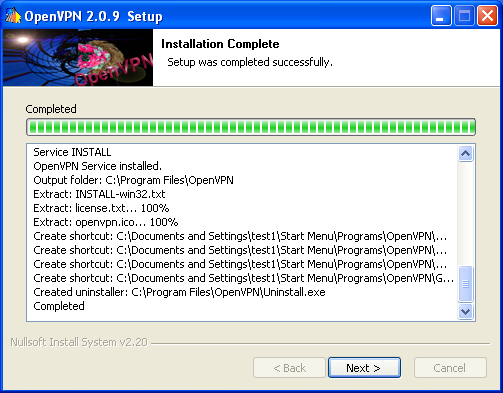 OpenVPN 2.0.9 Setup
Installation Complete
Setup was completed successfully.
OpenVPN
Completed
Service INSTALL
OpenVPN Service installed.
Output folder: C:\Program Files\OpenVPN
Extract: INSTALL-win32.txt
Extract: license.txt... 100%
Extract: openvpn.ico... 100%
Create shortcut: C:\Documents and Settings\test1\Start Menu\Programs\OpenVPN\...
Create shortcut: C:\Documents and Settings\test1\Start Menu\Programs\OpenVPN\...
Create shortcut: C:\Documents and Settings\test1\Start Menu\Programs\OpenVPN\...
Create shortcut: C:\Documents and Settings\test1\Start Menu\Programs\OpenVPN\G...
Created uninstaller: C:\Program Files\OpenVPN\Uninstall.exe
Completed
Nullsoft Install System v2.20
< Back Next > Cancel